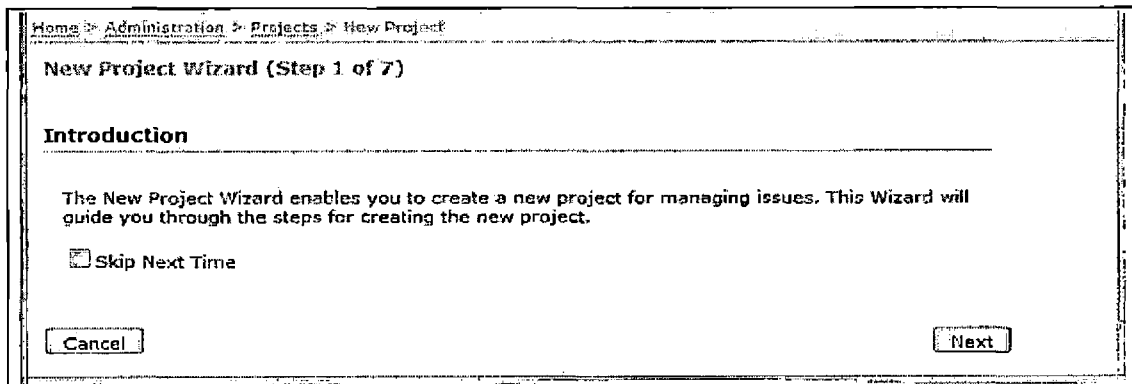 Home > Administration > Projects > New Project
New Project Wizard (Step 1 of 7)
Introduction
The New Project Wizard enables you to create a new project for managing issues. This Wizard will
guide you through the steps for creating the new project.
Skip Next Time
Cancel
Next